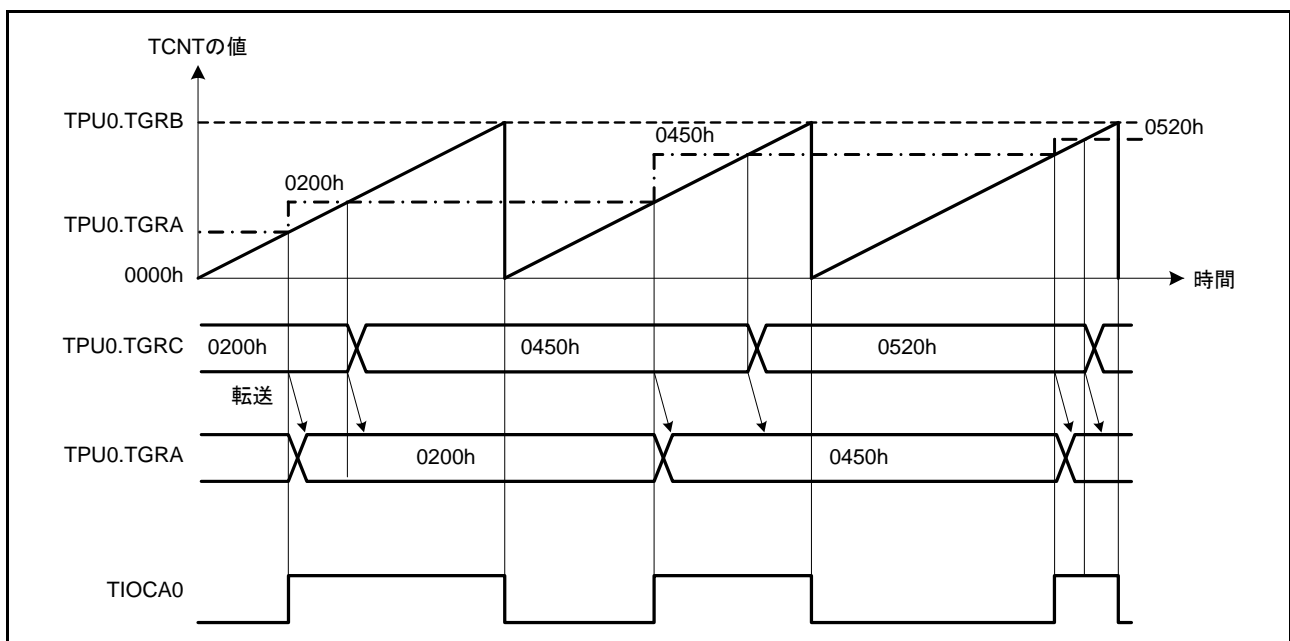 TCNTの値
TPU0.TGRB
0520h
0450h
0200h
TPU0.TGRA
0000h
時間
TPU0.TGRC
0200h
0450h
0520h
転送
TPU0.TGRA
0200h
0450h
TIOCA0